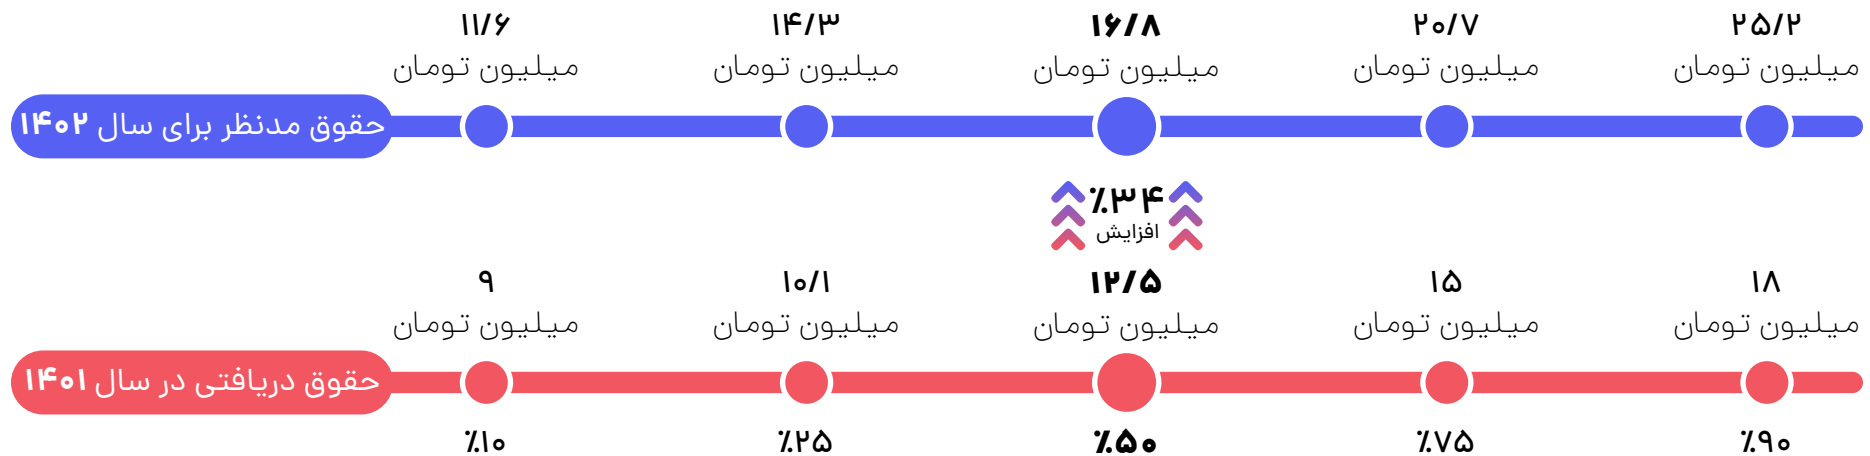 ۱۱/۶
میلیون تومان
۱۴/۳
میلیون تومان
۱۶/۸
میلیون تومان
۲۰/۷
میلیون تومان
۲۵/۲
میلیون تومان
حقوق مدنظر برای سال ۱۴۰۲
٪۳۴
افزایش
۹
میلیون تومان
۱۰/۱
میلیون تومان
۱۲/۵
میلیون تومان
۱۵
میلیون تومان
۱۸
میلیون تومان
حقوق دریافتی در سال ۱۴۰۱
٪۱۰
٪۲۵
٪۵۰
٪۷۵
٪۹۰